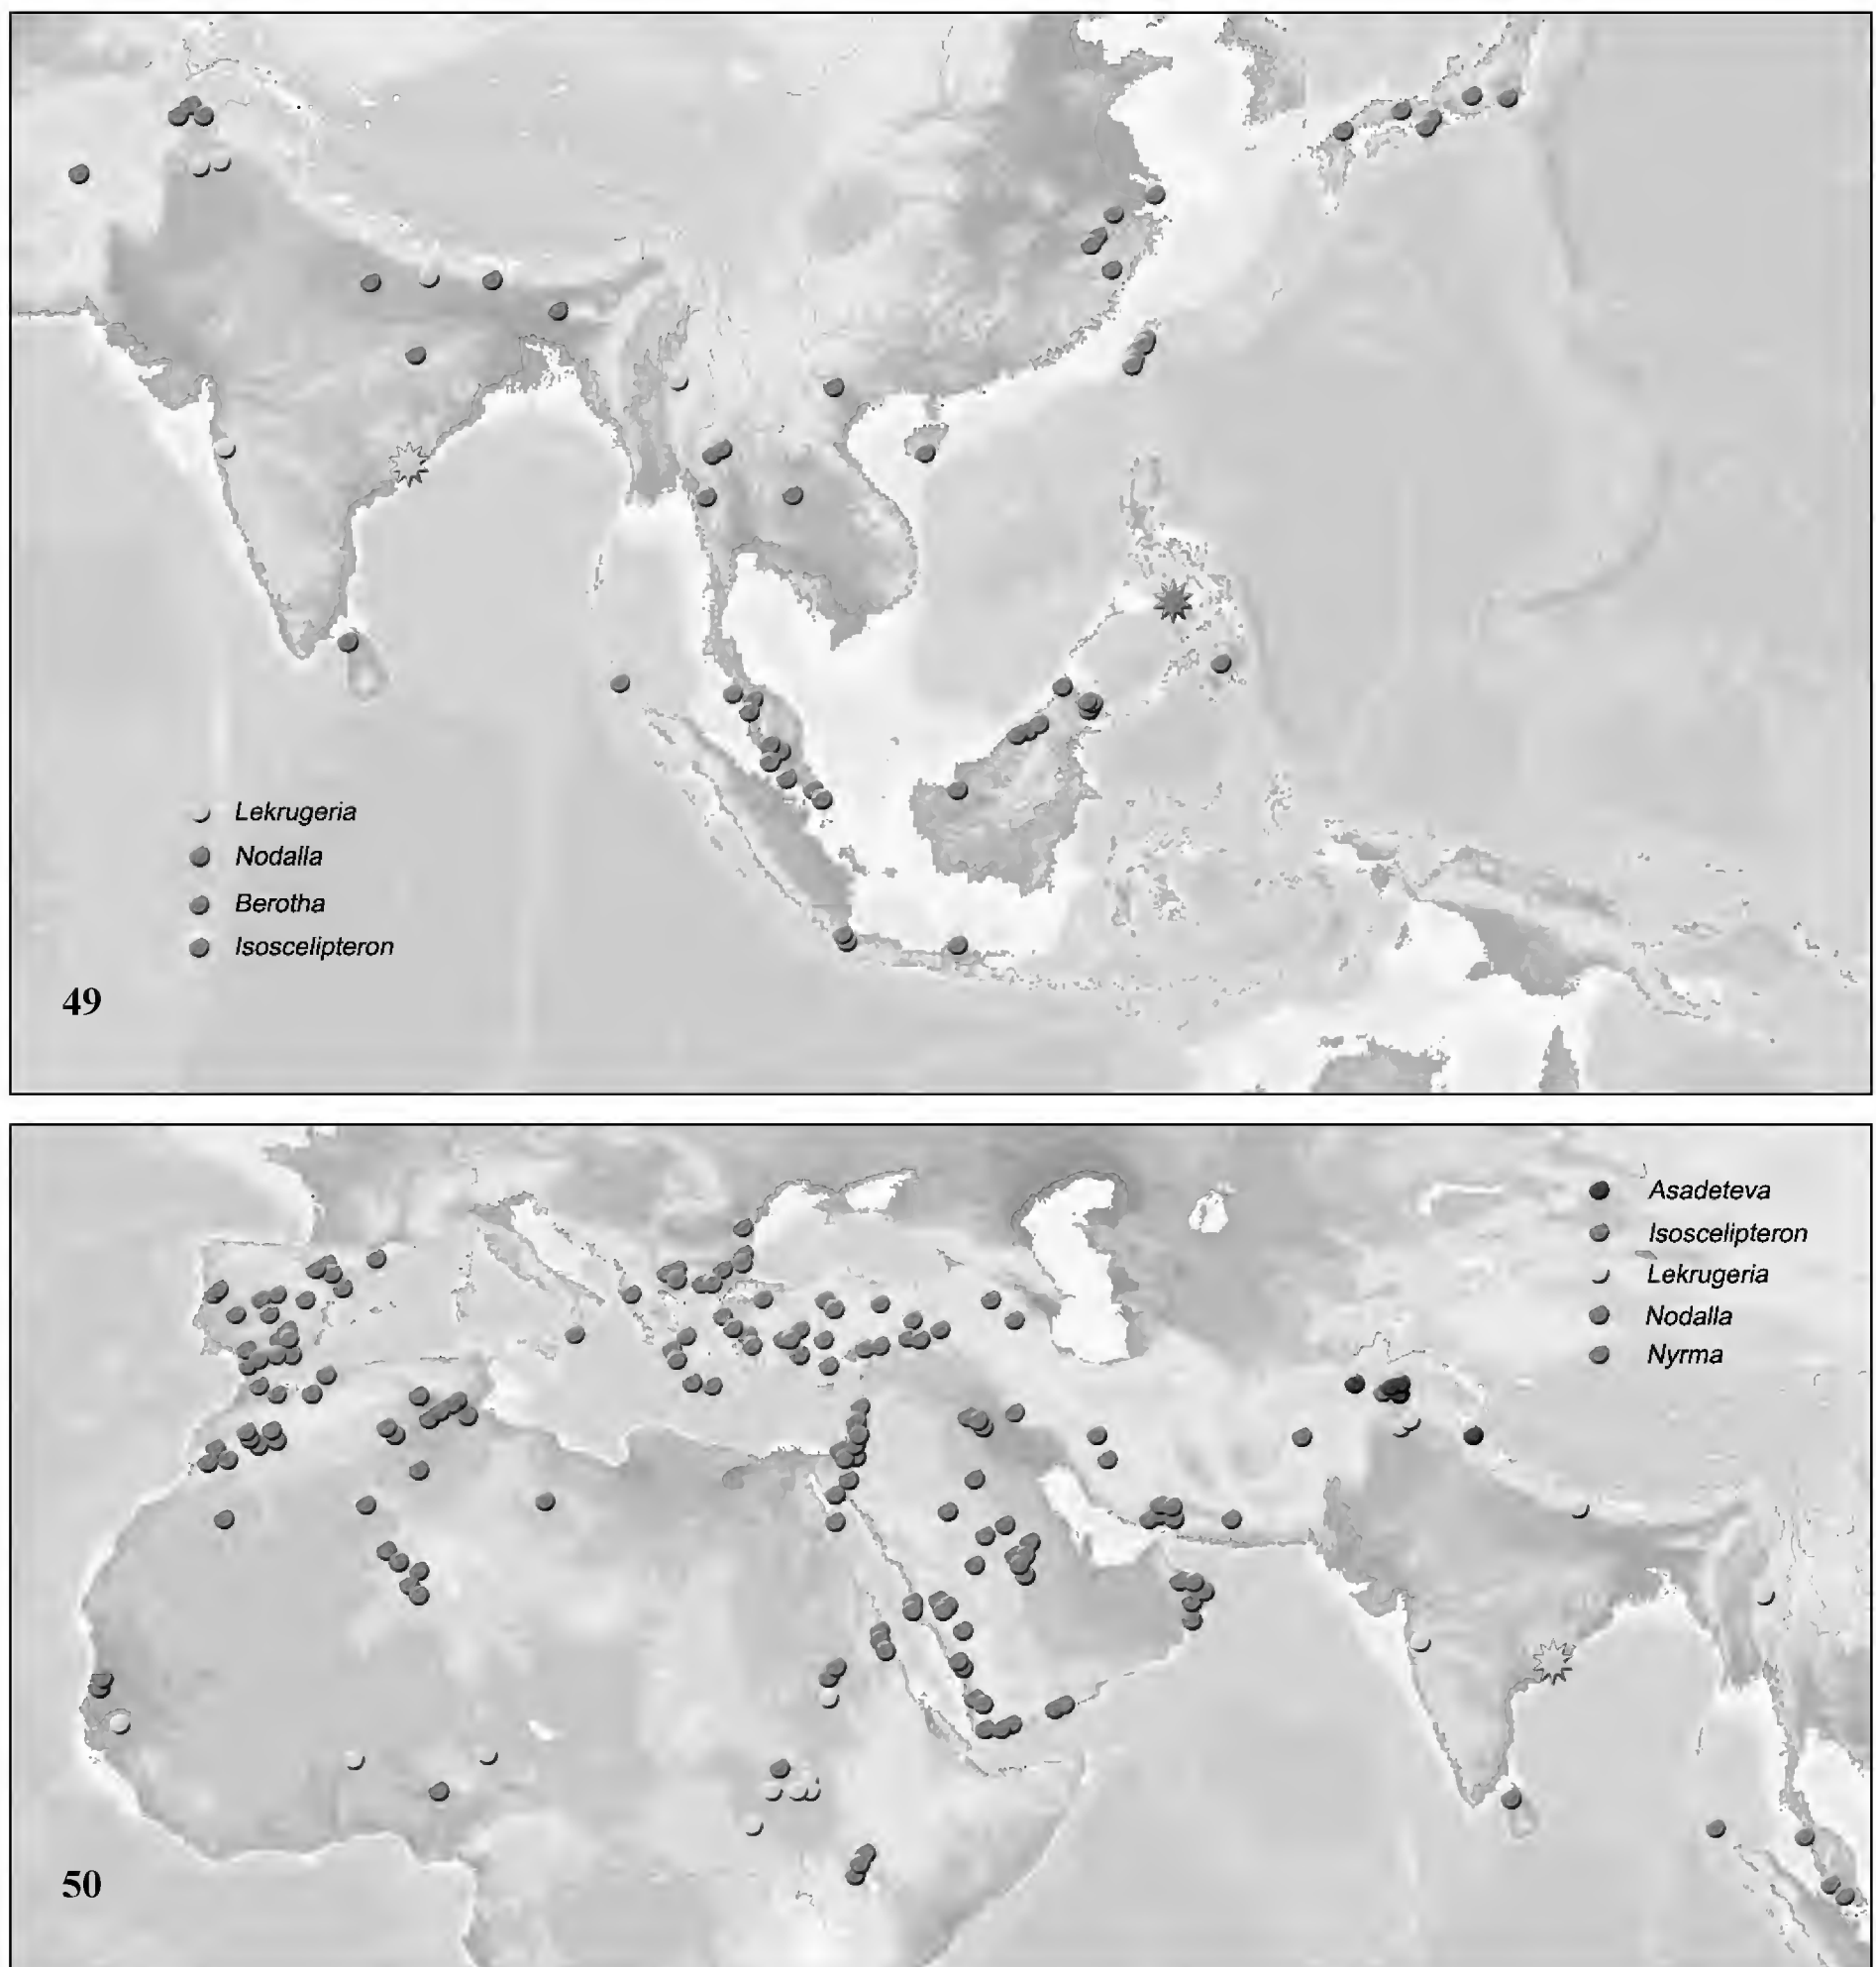 Lekrugeria
Nodalla
Berotha
Isoscelipteron
49
Asadeteva
Isoscelipteron
Lekrugeria
Nodalla
Nyrma
50